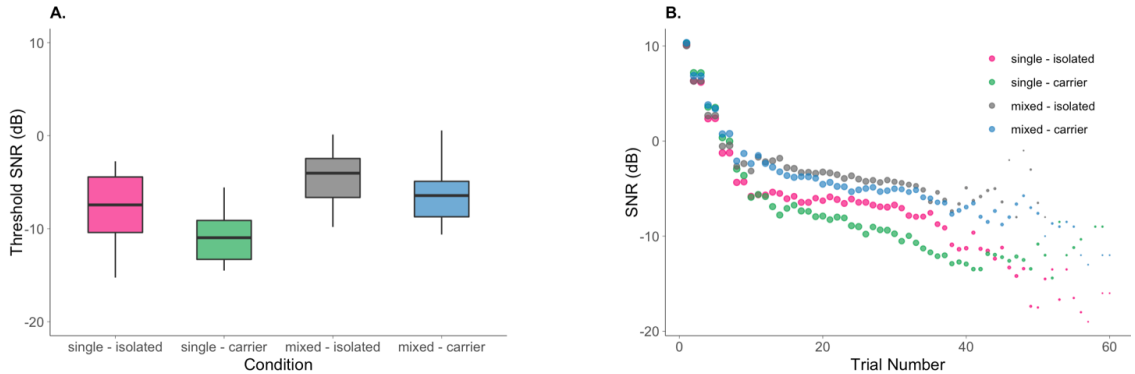 A.
Threshold SNR (dB)
10
0
-10
-20
single - isolated
single - carrier
mixed - isolated
mixed - carrier
Condition
B.
SNR (dB)
10
0
-10
-20
0
20
40
60
Trial Number
single - isolated
single - carrier
mixed - isolated
mixed - carrier